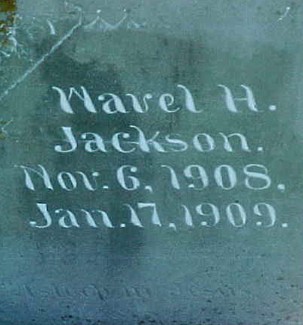 Wavel H.
Jackson.
Nov. 6, 1908.
Jan. 17, 1909.